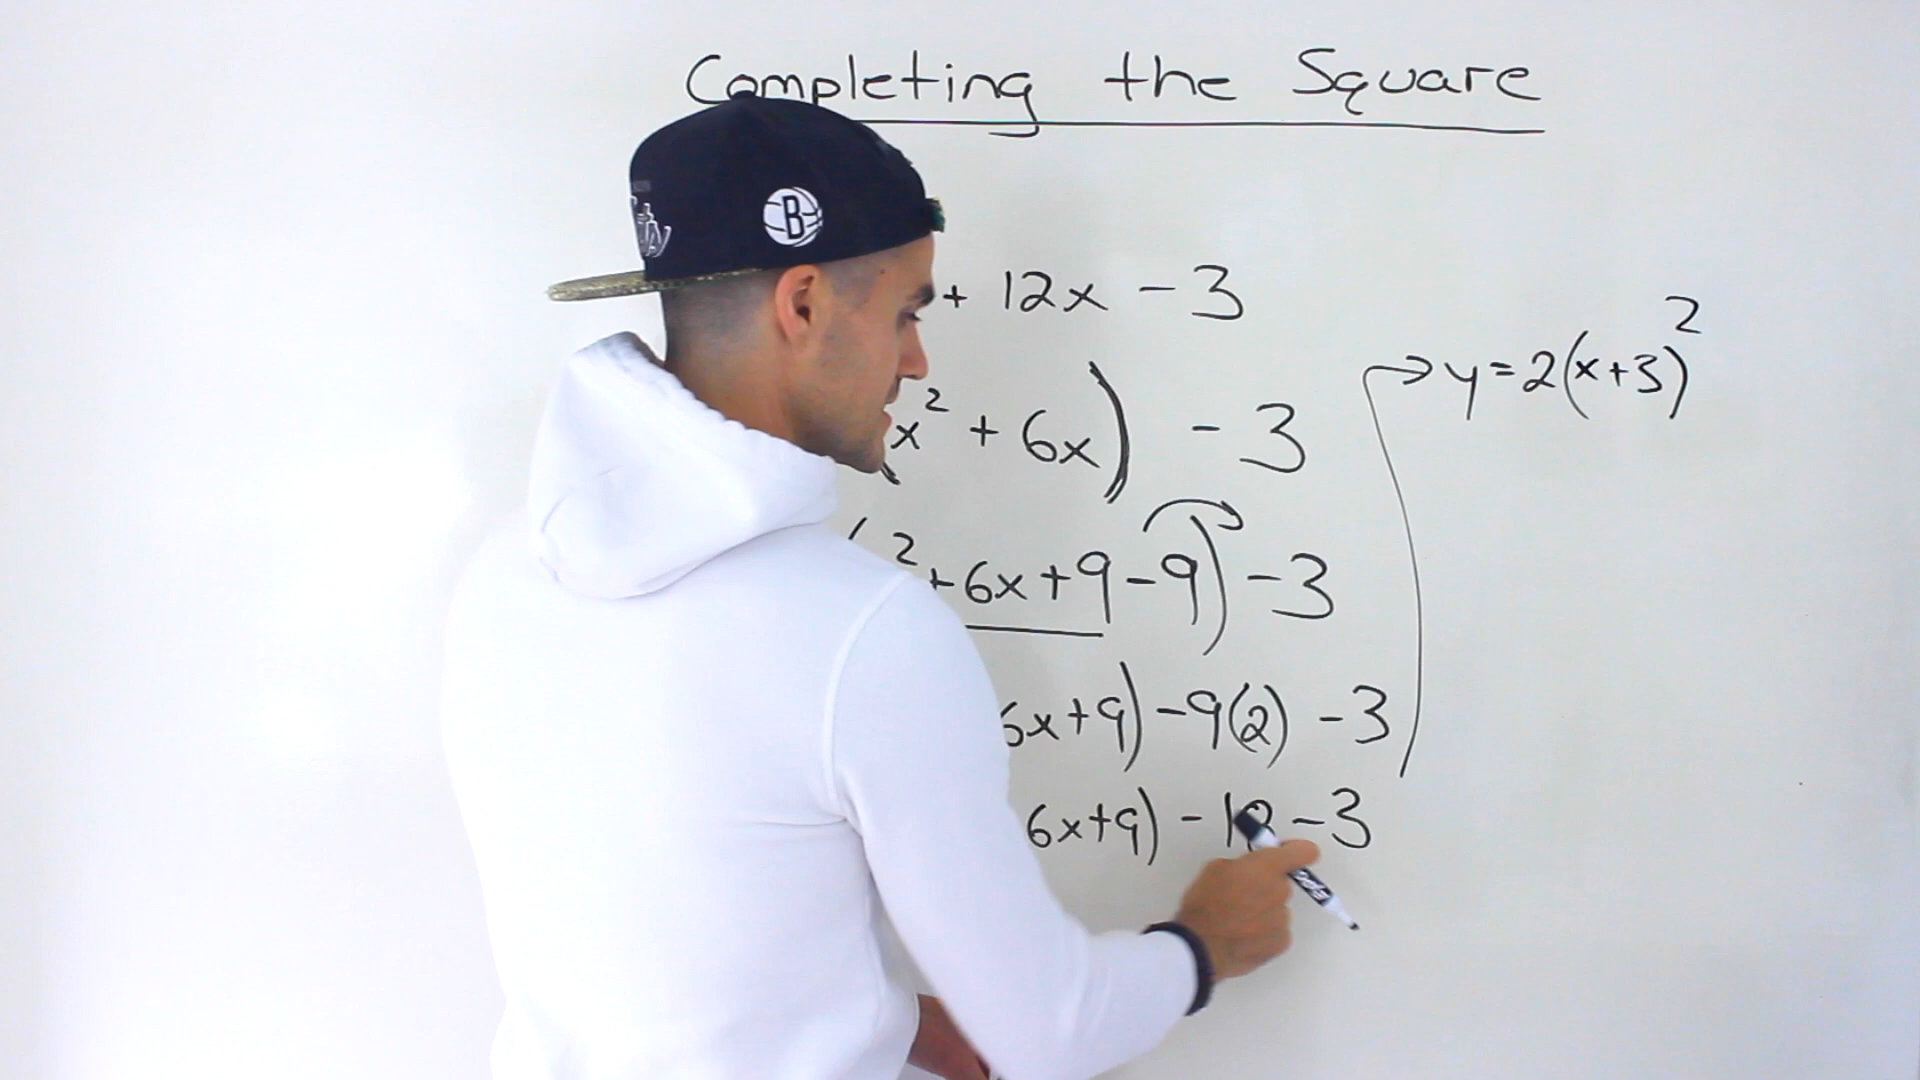 Completing the Square
+ 12x - 3
x² + 6x) - 3
(²+6x+9-9) -3
6x+9) -9(2) -3
6x+9) - 18 -3
→ y = 2(x+3)²
B